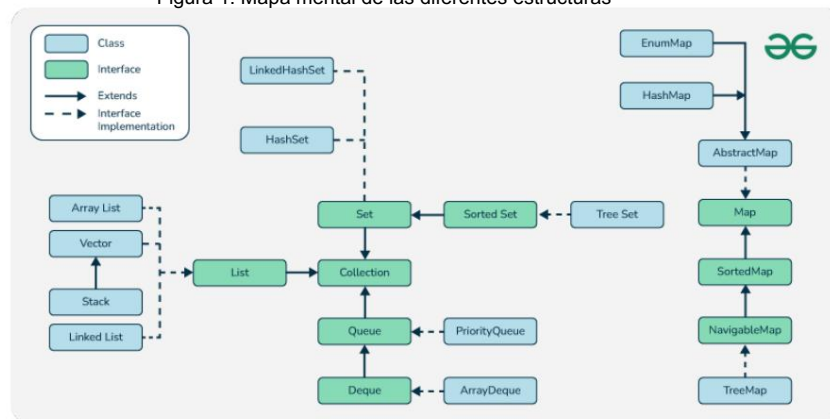 Figura 1. Mapa mental de las diferentes estructuras
Class
Interface
Extends
Interface
Implementation
LinkedHashSet
HashSet
EnumMap
HashMap
AbstractMap
Array List
Vector
Stack
Linked List
List
Set
Sorted Set
Tree Set
Collection
Queue
PriorityQueue
Deque
ArrayDeque
Map
SortedMap
NavigableMap
TreeMap